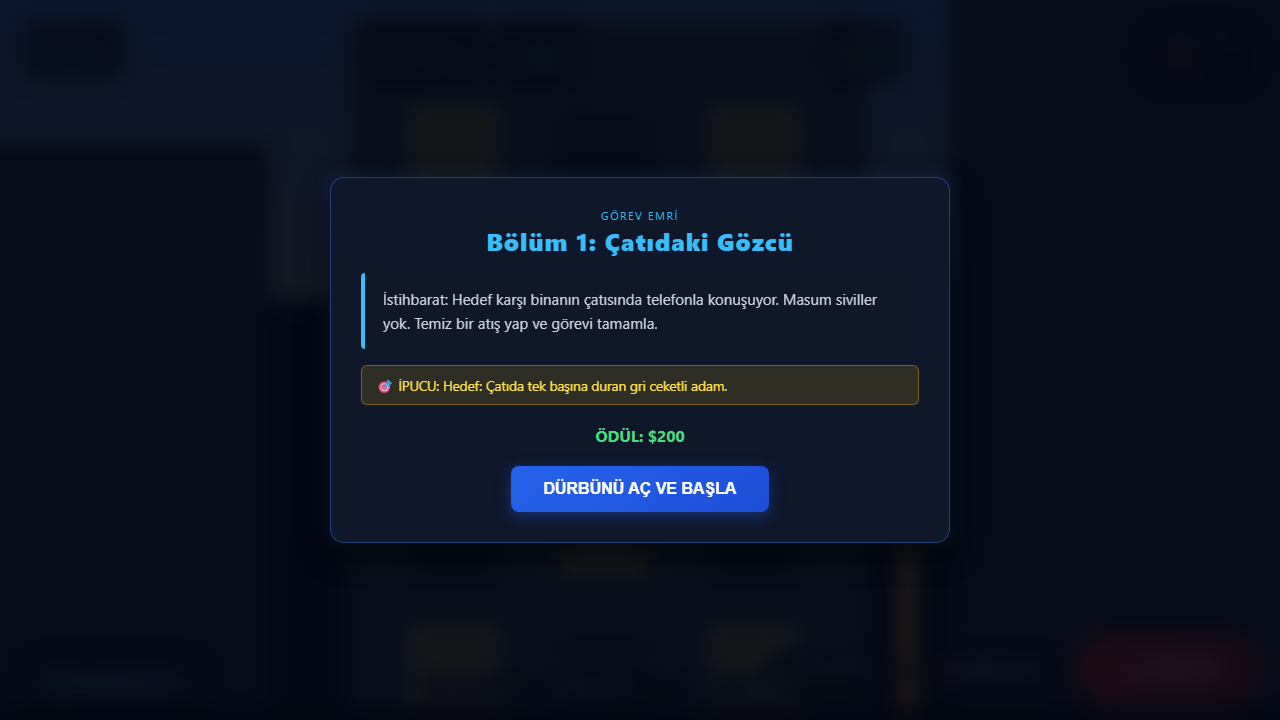 GÖREV EMRİ
Bölüm 1: Çatıdaki Gözcü
İstihbarat: Hedef karşı binanın çatısında telefonla konuşuyor. Masum siviller
yok. Temiz bir atış yap ve görevi tamamla.
🎯 İPUCU: Hedef: Çatıda tek başına duran gri ceketli adam.
ÖDÜL: $200
DÜRBÜNÜ AÇ VE BAŞLA